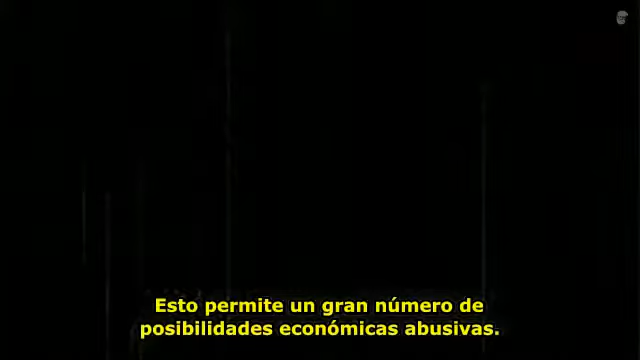 Esto permite un gran número de
posibilidades económicas abusivas.